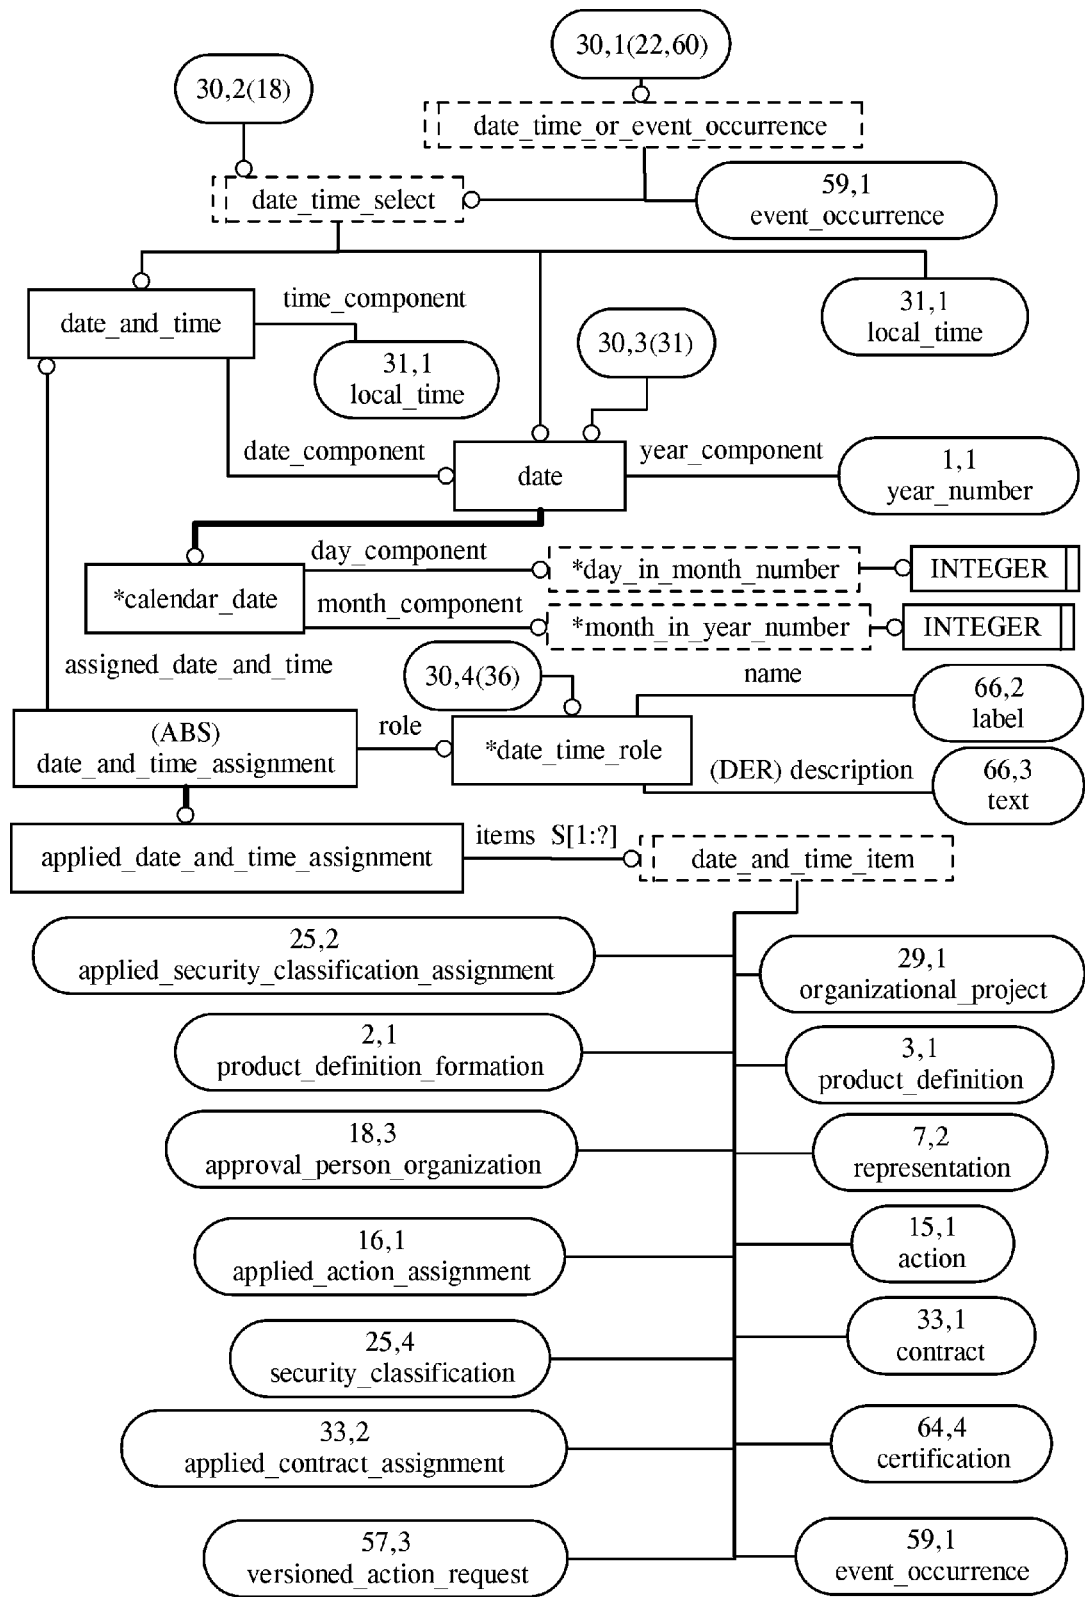 30,1(22,60)
30,2(18)
date_time_or_event_occurrence
date_time_select
59,1
event_occurrence
31,1
local_time
date_and_time
time_component
30,3(31)
31,1
local_time
date_component
date
year_component
1,1
year_number
*calendar_date
day_component
*day_in_month_number
INTEGER
month_component
*month_in_year_number
INTEGER
assigned_date_and_time
30,4(36)
name
66,2
label
(ABS)
date_and_time_assignment
role
*date_time_role
(DER) description
66,3
text
applied_date_and_time_assignment
items S[1:?]
date_and_time_item
25,2
applied_security_classification_assignment
29,1
organizational_project
2,1
product_definition_formation
3,1
product_definition
18,3
approval_person_organization
7,2
representation
16,1
applied_action_assignment
15,1
action
25,4
security_classification
33,1
contract
33,2
applied_contract_assignment
64,4
certification
57,3
versioned_action_request
59,1
event_occurrence